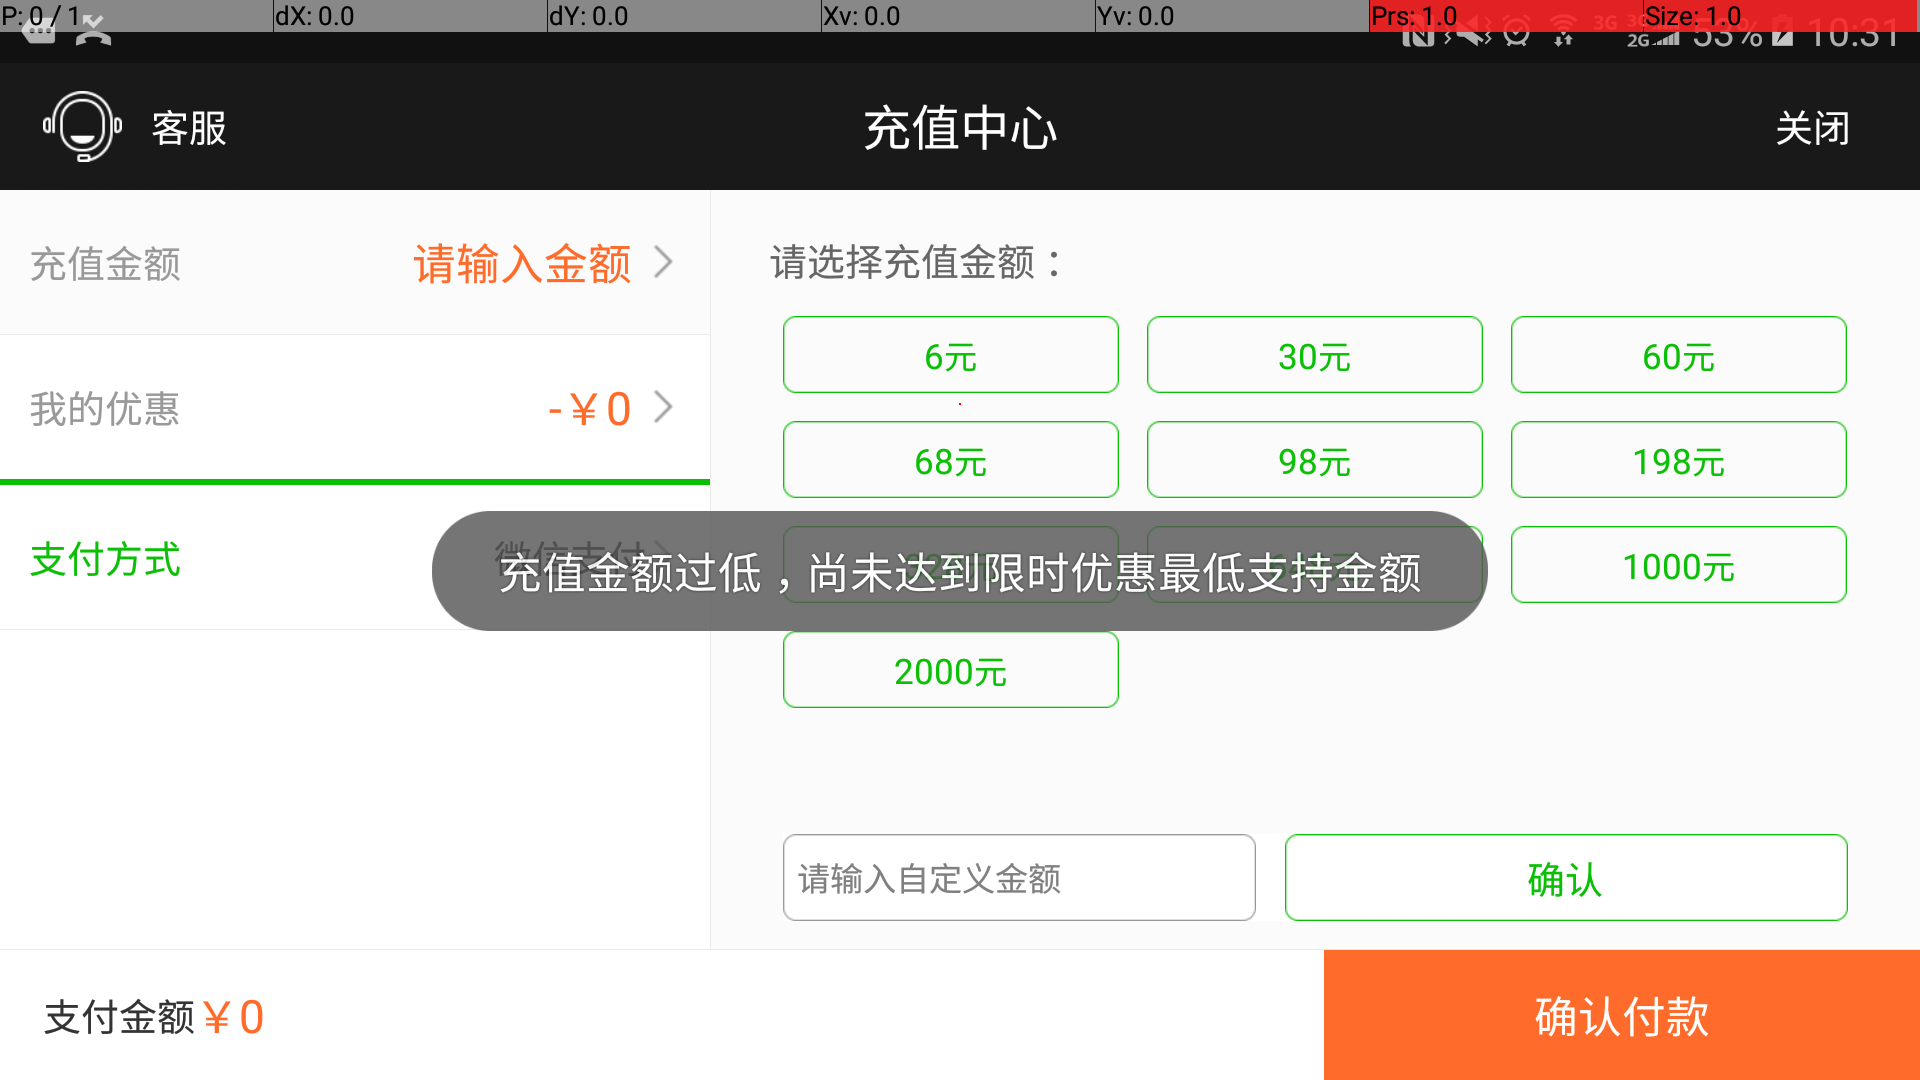 P: 0 / 1 dX: 0.0 dY: 0.0 Xv: 0.0 Yv: 0.0 Prs: 1.0 Size: 1.0
3G 2G 53% 10:31
客服 充值中心 关闭
充值金额 请输入金额
我的优惠 -￥0
支付方式 微信支付
请选择充值金额：
6元 30元 60元
68元 98元 198元
1000元
2000元
充值金额过低，尚未达到限时优惠最低支持金额
请输入自定义金额 确认
支付金额￥0 确认付款